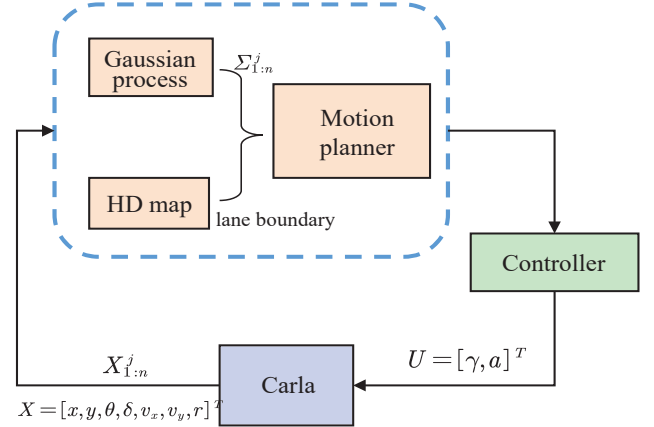 Gaussian
process
Σ^j_{1:n}
Motion
planner
HD map
lane boundary
Controller
X^j_{1:n}
U=[γ,a]^T
Carla
X=[x,y,θ,δ,v_x,v_y,r]^T